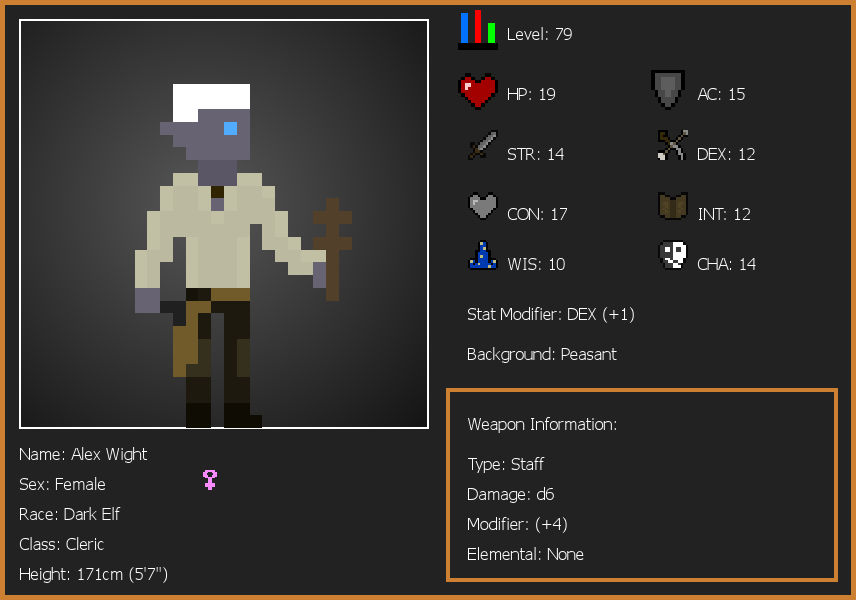 Level: 79
HP: 19
AC: 15
STR: 14
DEX: 12
CON: 17
INT: 12
WIS: 10
CHA: 14
Stat Modifier: DEX (+1)
Background: Peasant
Weapon Information:
Type: Staff
Damage: d6
Modifier: (+4)
Elemental: None
Name: Alex Wight
Sex: Female
Race: Dark Elf
Class: Cleric
Height: 171cm (5'7")